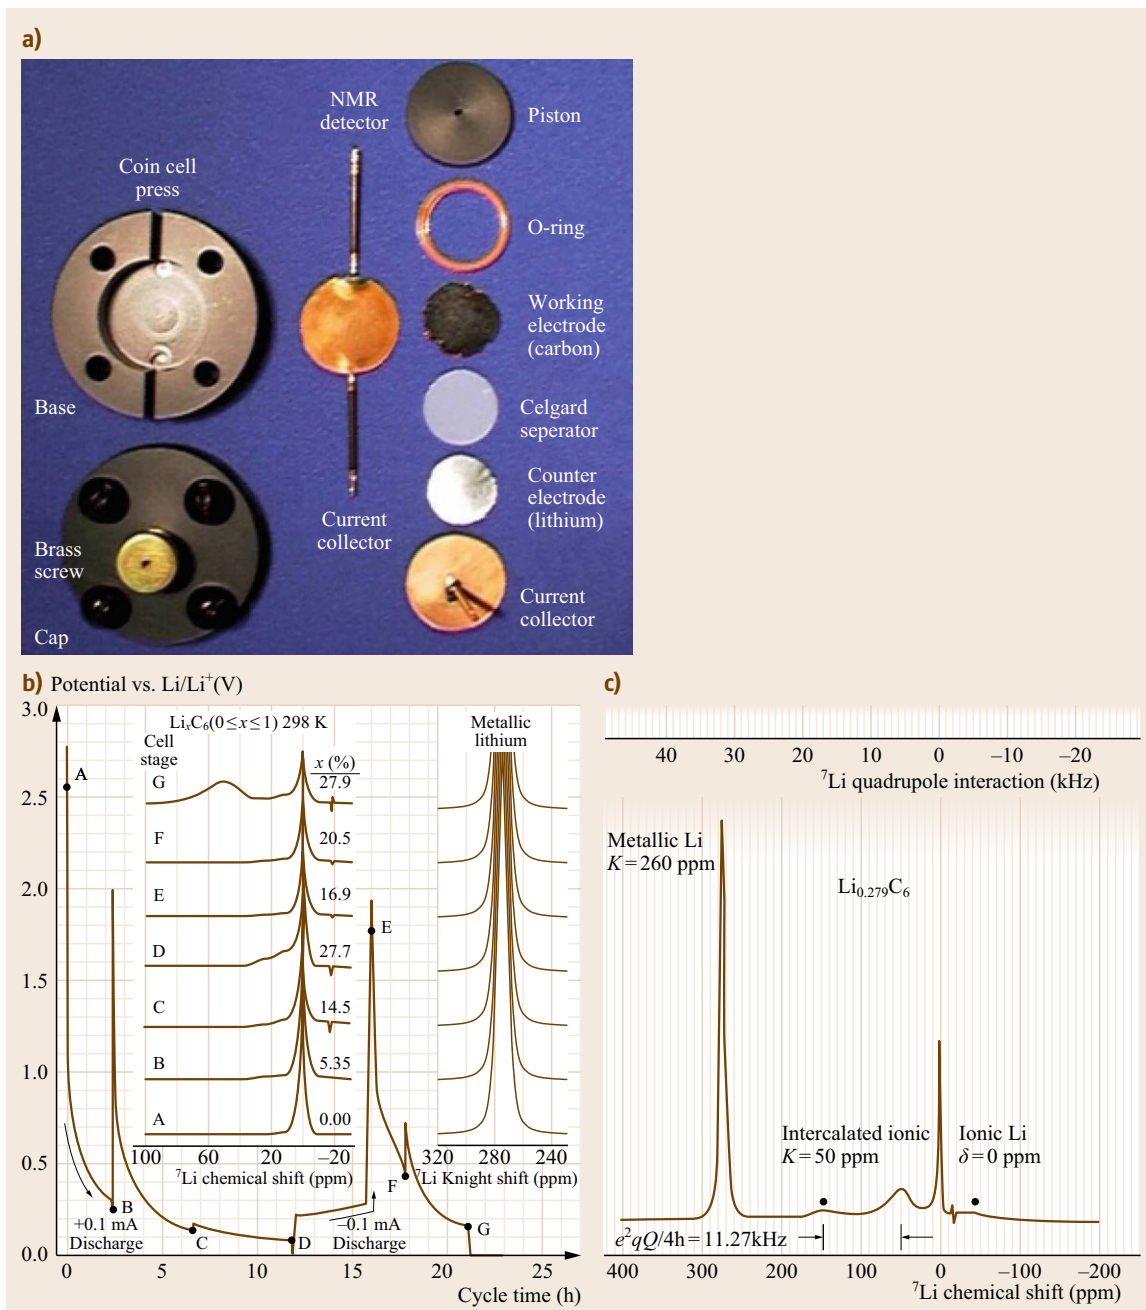 a)
NMR
detector
Piston
Coin cell
press
O-ring
Working
electrode
(carbon)
Base
Celgard
seperator
Counter
electrode
(lithium)
Current
collector
Brass
screw
Current
collector
Cap
b) Potential vs. Li/Li⁺(V)
3.0
2.5
2.0
1.5
1.0
0.5
0.0
LiₓC₆(0≤x≤1) 298 K
Cell
stage
x (%)
G 27.9
F 20.5
E 16.9
D 27.7
C 14.5
B 5.35
A 0.00
100 60 20 −20
⁷Li chemical shift (ppm)
Metallic
lithium
320 280 240
⁷Li Knight shift (ppm)
A
B
C
D
E
F
G
+0.1 mA
Discharge
−0.1 mA
Discharge
0 5 10 15 20 25
Cycle time (h)
c)
40 30 20 10 0 −10 −20
⁷Li quadrupole interaction (kHz)
Metallic Li
K=260 ppm
Li₀.₂₇₉C₆
Intercalated ionic
K=50 ppm
Ionic Li
δ=0 ppm
e²qQ/4h=11.27kHz
400 300 200 100 0 −100 −200
⁷Li chemical shift (ppm)